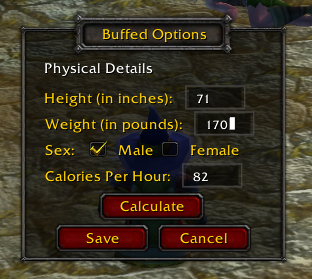 Buffed Options
Physical Details
Height (in inches): 71
Weight (in pounds): 170
Sex: Male Female
Calories Per Hour: 82
Calculate
Save Cancel